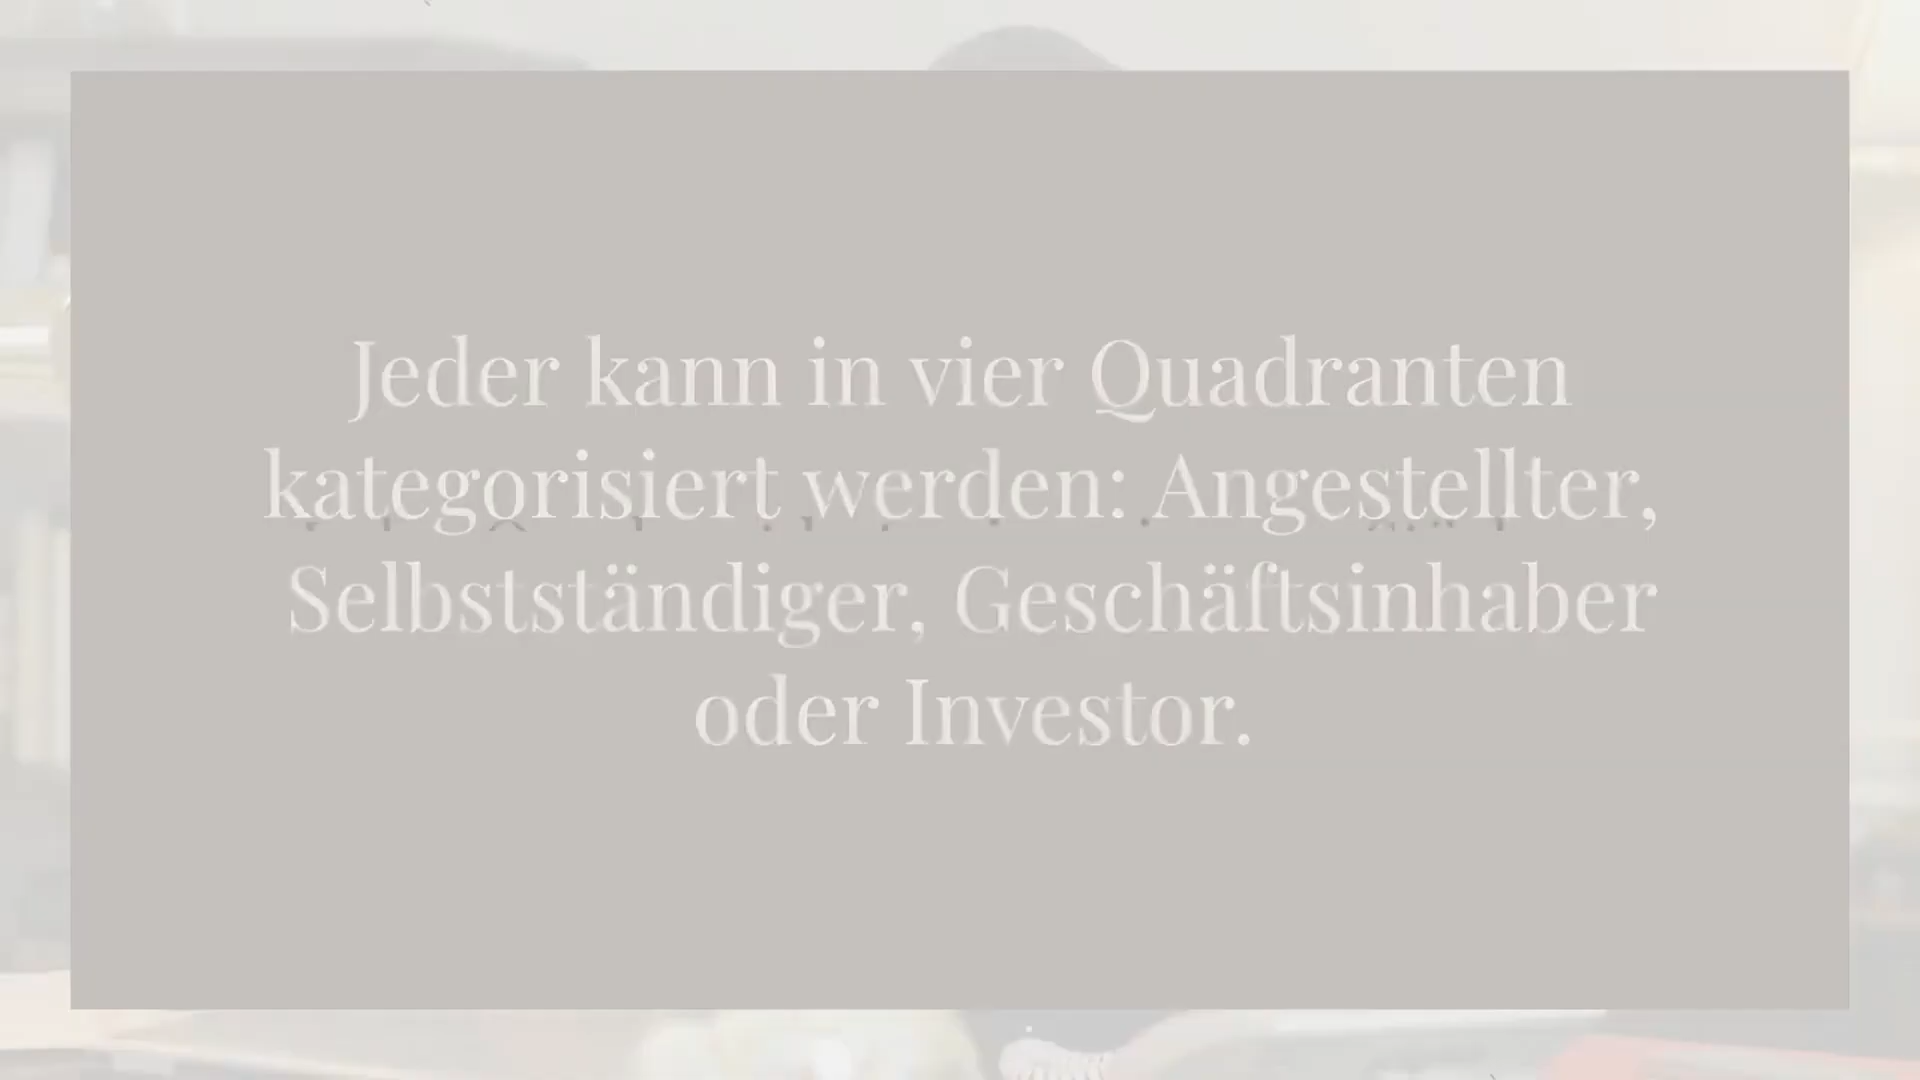 Jeder kann in vier Quadranten
kategorisiert werden: Angestellter,
Selbstständiger, Geschäftsinhaber
oder Investor.